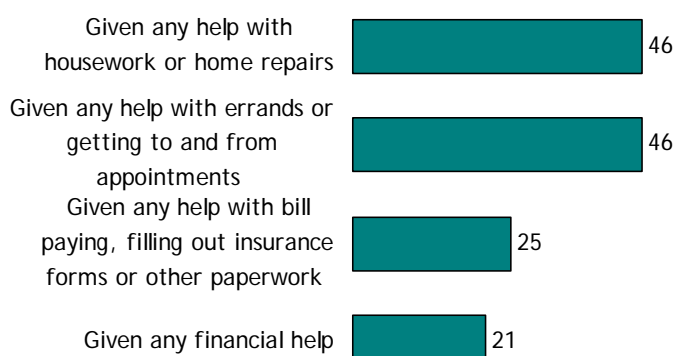 Given any help with
housework or home repairs
46
Given any help with errands or
getting to and from
appointments
46
Given any help with bill
paying, filling out insurance
forms or other paperwork
25
Given any financial help
21